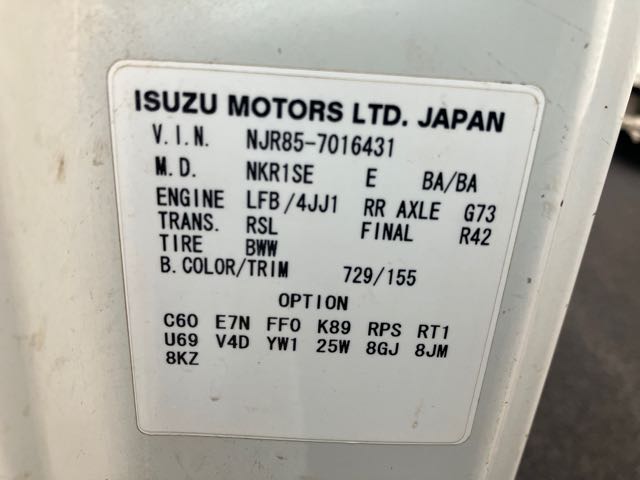 ISUZU MOTORS LTD. JAPAN
V.I.N. NJR85-7016431
M.D. NKR1SE E BA/BA
ENGINE LFB/4JJ1 RR AXLE G73
TRANS. RSL FINAL R42
TIRE BWW
B.COLOR/TRIM 729/155
OPTION
C60 E7N FF0 K89 RPS RT1
U69 V4D YW1 25W 8GJ 8JM
8KZ